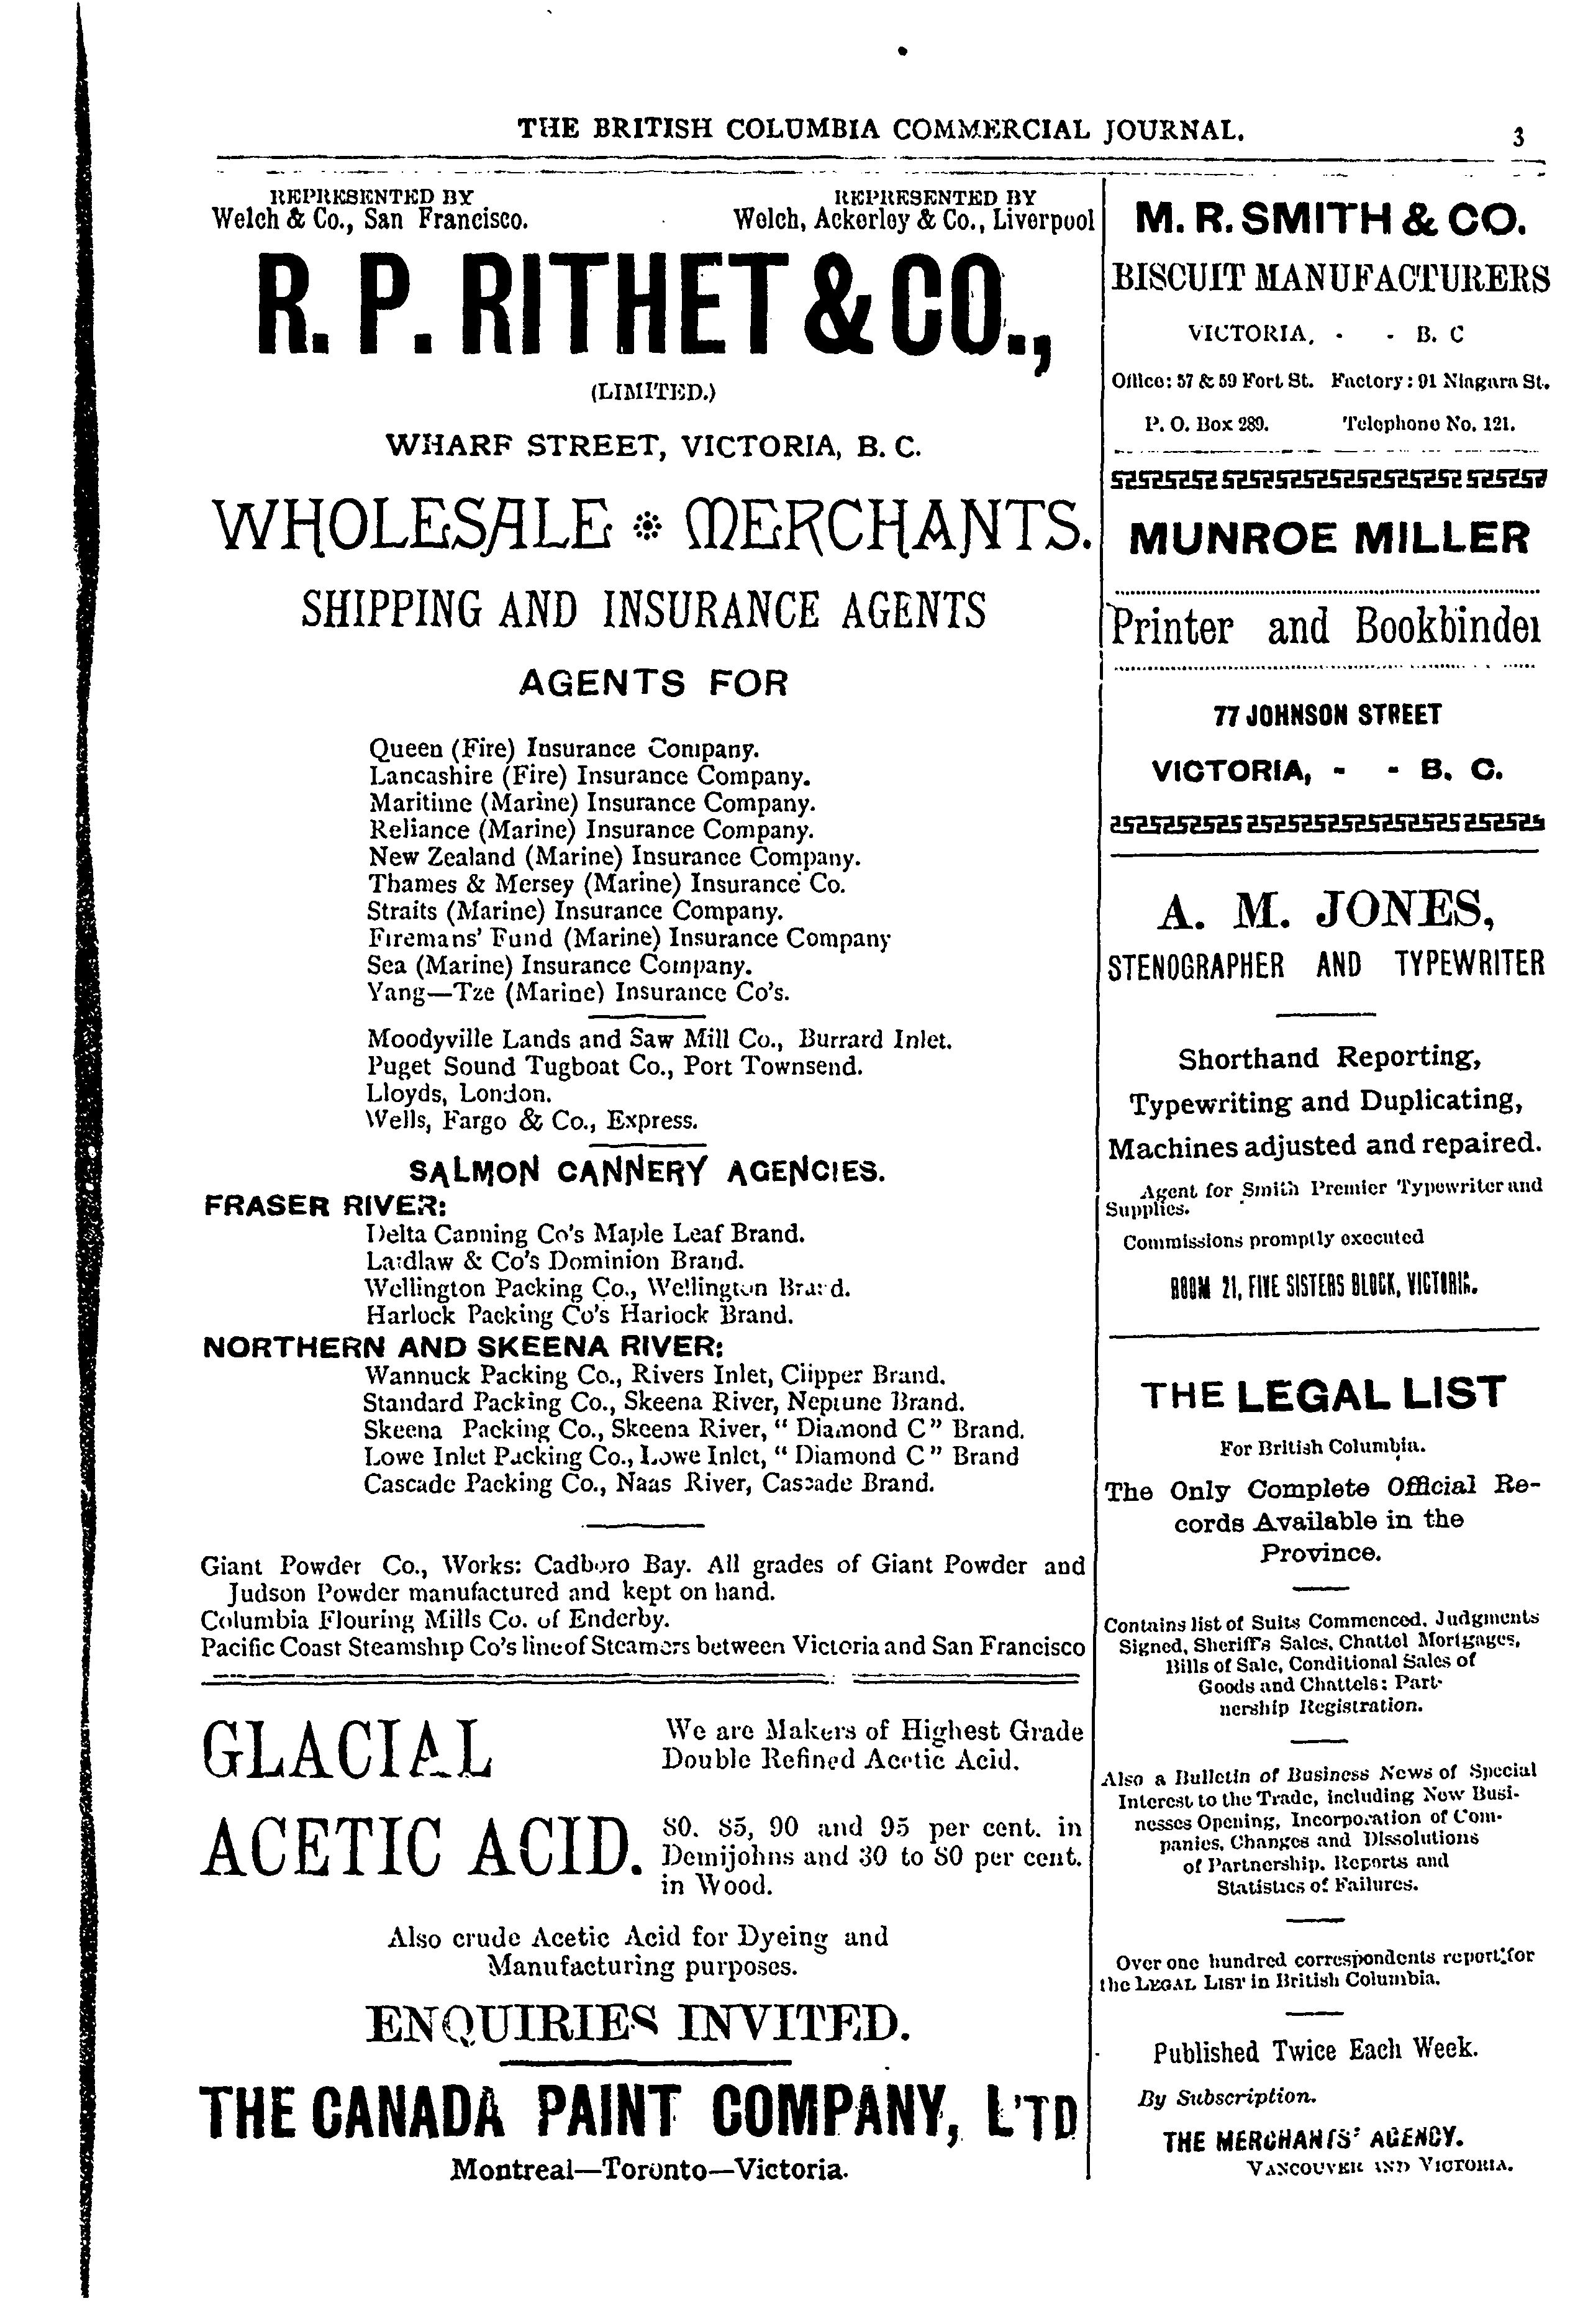 THE BRITISH COLUMBIA COMMERCIAL JOURNAL.
3
REPRESENTED BY
Welch & Co., San Francisco.
REPRESENTED BY
Welch, Ackerley & Co., Liverpool
R. P. RITHET & CO.,
(LIMITED.)
WHARF STREET, VICTORIA, B. C.
WHOLESALE MERCHANTS.
SHIPPING AND INSURANCE AGENTS
AGENTS FOR
Queen (Fire) Insurance Company.
Lancashire (Fire) Insurance Company.
Maritime (Marine) Insurance Company.
Reliance (Marine) Insurance Company.
New Zealand (Marine) Insurance Company.
Thames & Mersey (Marine) Insurance Co.
Straits (Marine) Insurance Company.
Firemans' Fund (Marine) Insurance Company
Sea (Marine) Insurance Company.
Yang—Tze (Marine) Insurance Co's.
Moodyville Lands and Saw Mill Co., Burrard Inlet.
Puget Sound Tugboat Co., Port Townsend.
Lloyds, London.
Wells, Fargo & Co., Express.
SALMON CANNERY AGENCIES.
FRASER RIVER:
Delta Canning Co's Maple Leaf Brand.
Laidlaw & Co's Dominion Brand.
Wellington Packing Co., Wellington Brand.
Harlock Packing Co's Harlock Brand.
NORTHERN AND SKEENA RIVER:
Wannuck Packing Co., Rivers Inlet, Clipper Brand.
Standard Packing Co., Skeena River, Neptune Brand.
Skeena Packing Co., Skeena River, "Diamond C" Brand.
Lowe Inlet Packing Co., Lowe Inlet, "Diamond C" Brand
Cascade Packing Co., Naas River, Cascade Brand.
Giant Powder Co., Works: Cadboro Bay. All grades of Giant Powder and
Judson Powder manufactured and kept on hand.
Columbia Flouring Mills Co. of Enderby.
Pacific Coast Steamship Co's line of Steamers between Victoria and San Francisco
GLACIAL
ACETIC ACID.
We are Makers of Highest Grade
Double Refined Acetic Acid.
80. 85, 90 and 95 per cent. in
Demijohns and 30 to 80 per cent.
in Wood.
Also crude Acetic Acid for Dyeing and
Manufacturing purposes.
ENQUIRIES INVITED.
THE CANADA PAINT COMPANY, L'TD
Montreal—Toronto—Victoria.
M. R. SMITH & CO.
BISCUIT MANUFACTURERS
VICTORIA, - - B. C
Office: 57 & 59 Fort St. Factory: 91 Niagara St.
P. O. Box 289. Telephone No. 121.
MUNROE MILLER
Printer and Bookbinder
77 JOHNSON STREET
VICTORIA, - - B. C.
A. M. JONES,
STENOGRAPHER AND TYPEWRITER
Shorthand Reporting,
Typewriting and Duplicating,
Machines adjusted and repaired.
Agent for Smith Premier Typewriter and
Supplies.
Commissions promptly executed
ROOM 21, FIVE SISTERS BLOCK, VICTORIA.
THE LEGAL LIST
For British Columbia.
The Only Complete Official Re-
cords Available in the
Province.
Contains list of Suits Commenced, Judgments
Signed, Sheriff's Sales, Chattel Mortgages,
Bills of Sale, Conditional Sales of
Goods and Chattels: Part-
nership Registration.
Also a Bulletin of Business News of Special
Interest to the Trade, including New Busi-
nesses Opening, Incorporation of Com-
panies, Changes and Dissolutions
of Partnership. Reports and
Statistics of Failures.
Over one hundred correspondents report for
the LEGAL LIST in British Columbia.
Published Twice Each Week.
By Subscription.
THE MERCHANTS' AGENCY.
VANCOUVER AND VICTORIA.